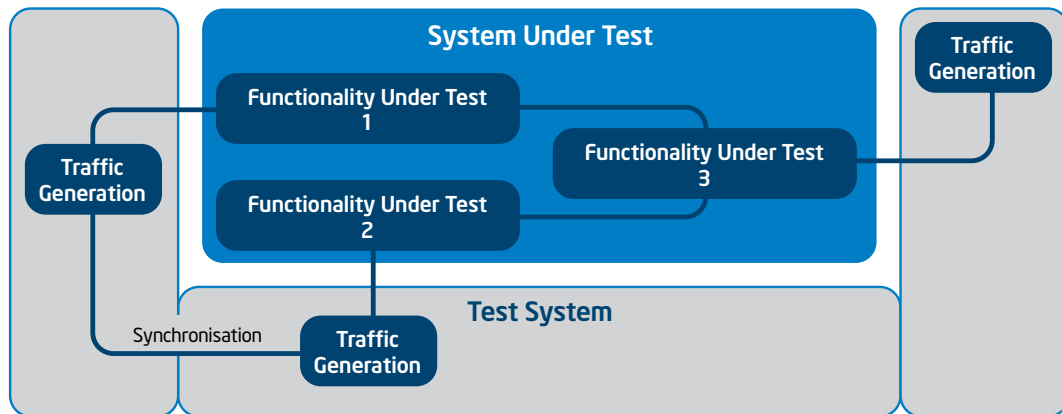 System Under Test
Traffic
Generation
Functionality Under Test
1
Functionality Under Test
3
Traffic
Generation
Functionality Under Test
2
Test System
Synchronisation
Traffic
Generation